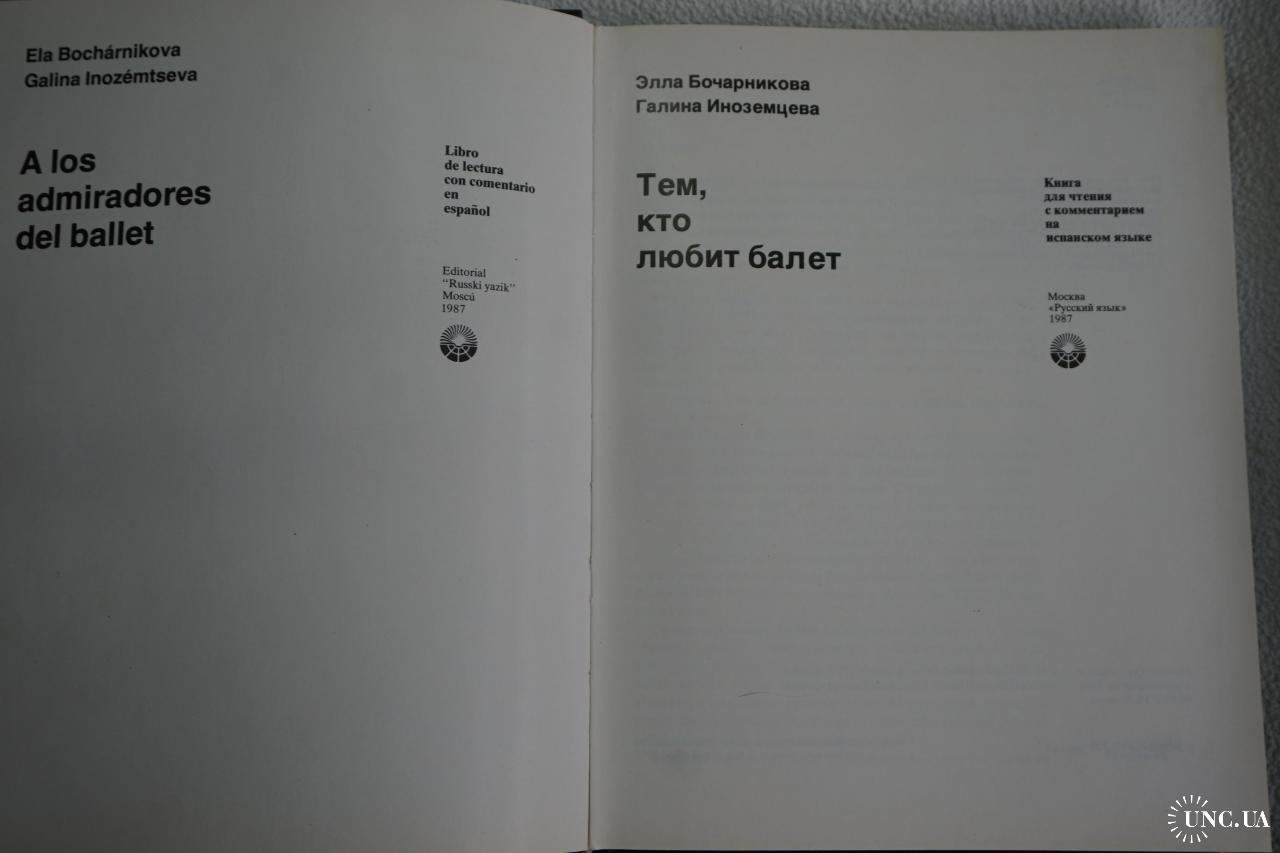 Ela Bochárnikova
Galina Inozémtseva
A los
admiradores
del ballet
Libro
de lectura
con comentario
en
español
Editorial
"Russki yazik"
Moscú
1987
Элла Бочарникова
Галина Иноземцева
Тем,
кто
любит балет
Книга
для чтения
с комментарием
на
испанском языке
Москва
«Русский язык»
1987
UNC.UA